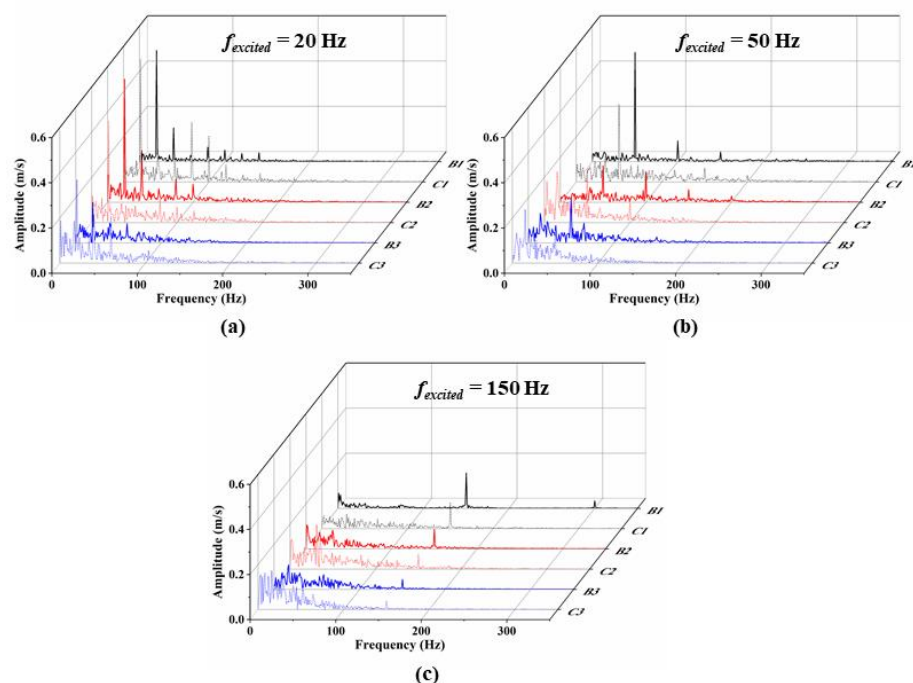 f_excited = 20 Hz
Amplitude (m/s)
0.6
0.4
0.2
0.0
0 100 200 300
Frequency (Hz)
B1
C1
B2
C2
B3
C3
(a)
f_excited = 50 Hz
Amplitude (m/s)
0.6
0.4
0.2
0.0
0 100 200 300
Frequency (Hz)
B1
C1
B2
C2
B3
C3
(b)
f_excited = 150 Hz
Amplitude (m/s)
0.6
0.4
0.2
0.0
0 100 200 300
Frequency (Hz)
B1
C1
B2
C2
B3
C3
(c)